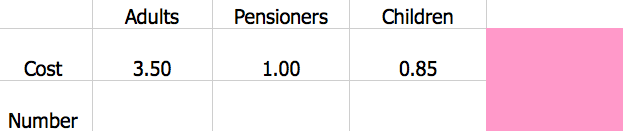 Adults Pensioners Children
Cost 3.50 1.00 0.85
Number